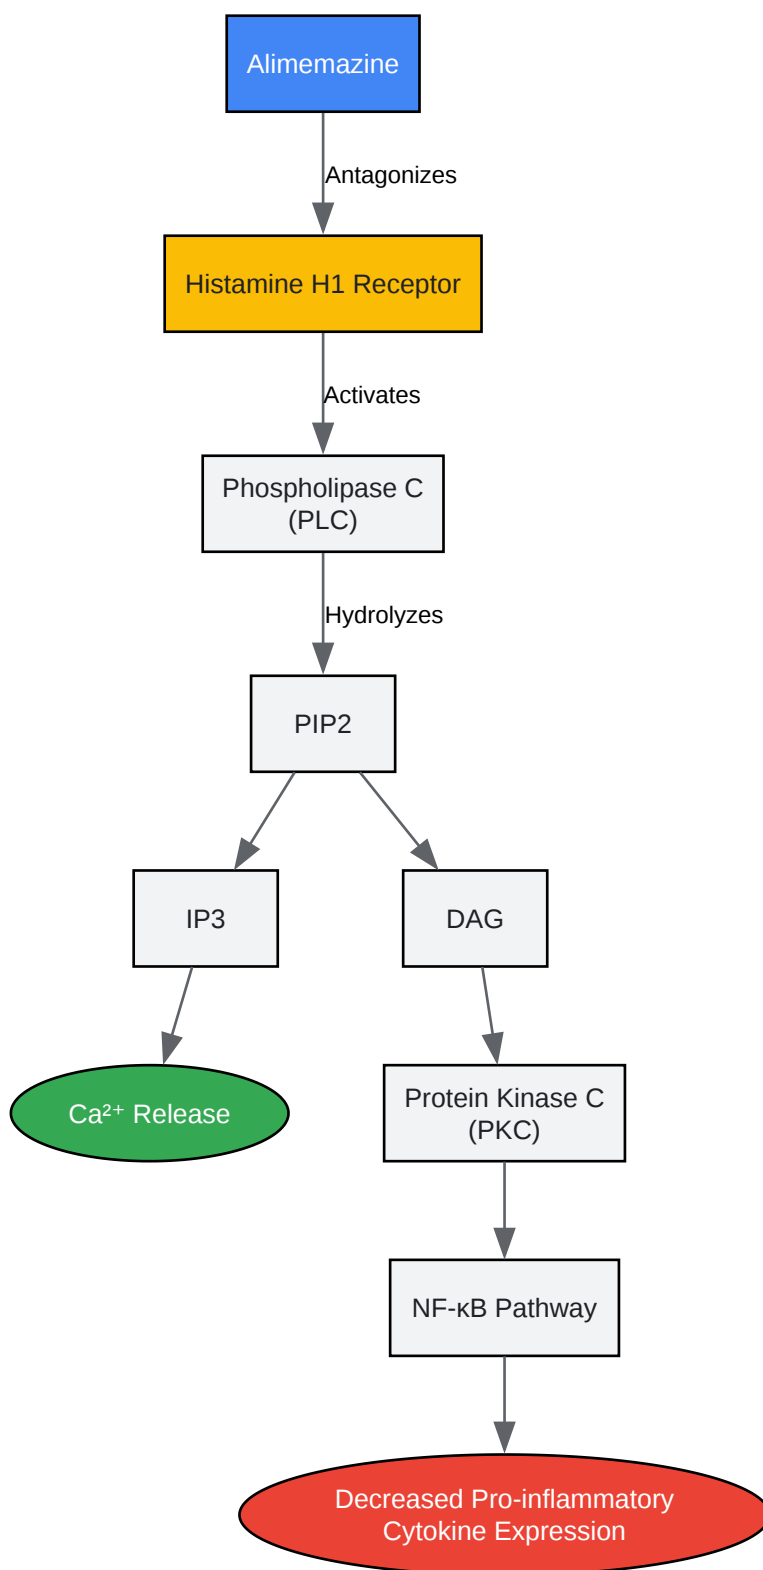 Alimemazine
Antagonizes
Histamine H1 Receptor
Activates
Phospholipase C
(PLC)
Hydrolyzes
PIP2
IP3
DAG
Ca²⁺ Release
Protein Kinase C
(PKC)
NF-κB Pathway
Decreased Pro-inflammatory
Cytokine Expression